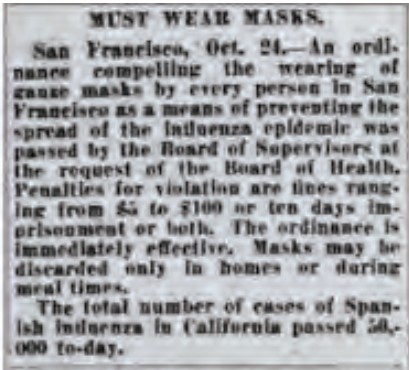 MUST WEAR MASKS.
San Francisco, Oct. 24.—An ordi-
nance compelling the wearing of
gauze masks by every person in San
Francisco as a means of preventing the
spread of the influenza epidemic was
passed by the Board of Supervisors at
the request of the Board of Health.
Penalties for violation are fines rang-
ing from $5 to $100 or ten days im-
prisonment or both. The ordinance is
immediately effective. Masks may be
discarded only in homes or during
meal times.
The total number of cases of Span-
ish influenza in California passed 50,-
000 to-day.